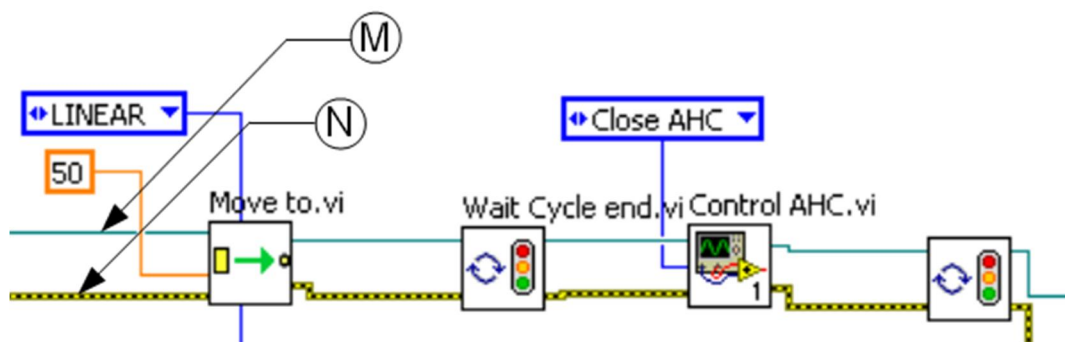 M
LINEAR
N
Close AHC
50
Move to.vi
Wait Cycle end.vi
Control AHC.vi
1